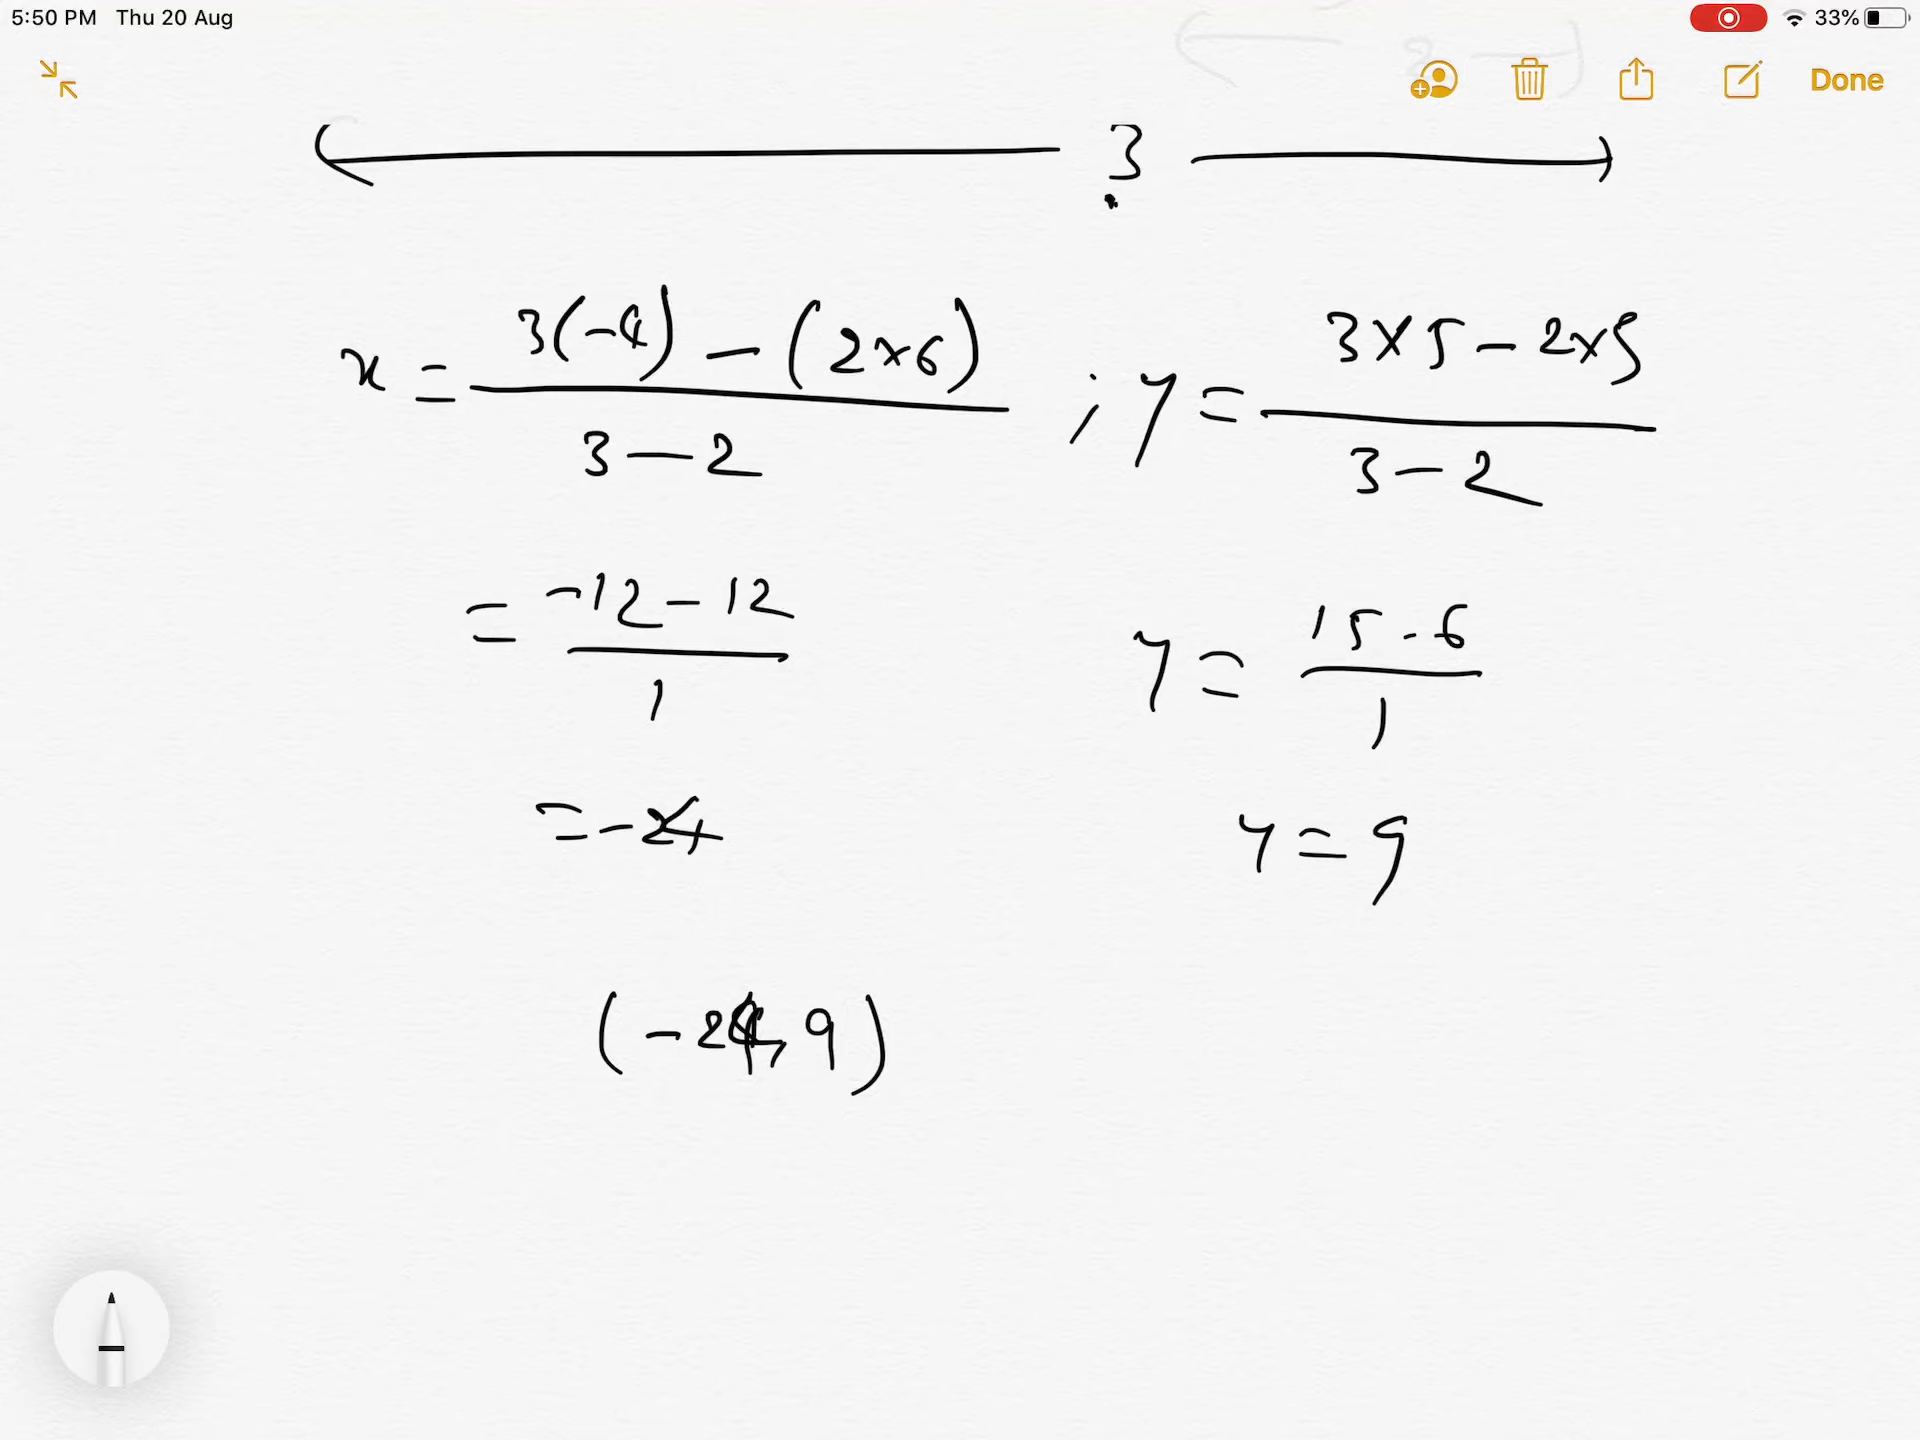 5:50 PM Thu 20 Aug 33%
Done
3
x = 3(-4) - (2×6) / 3-2 ; y = 3×5-2×5 / 3-2
= -12-12 / 1 y = 15-6 / 1
= -24 y = 9
(-24, 9)